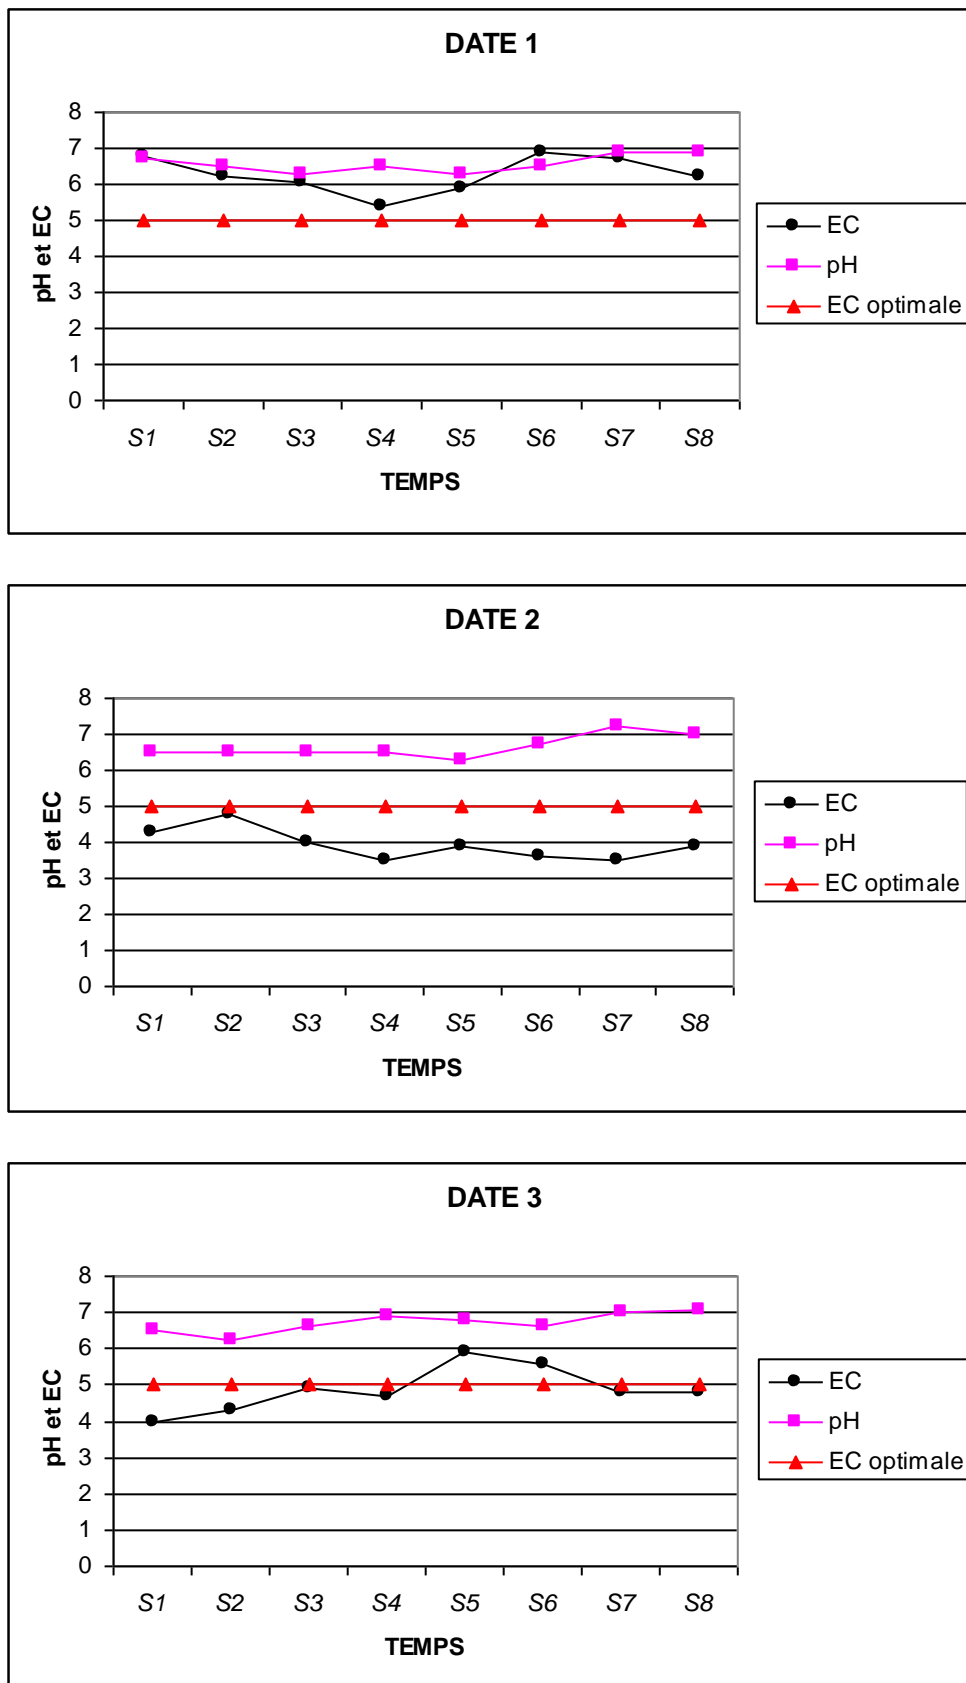 DATE 1
8
7
6
5
4
3
2
1
0
pH et EC
S1 S2 S3 S4 S5 S6 S7 S8
TEMPS
EC
pH
EC optimale
DATE 2
8
7
6
5
4
3
2
1
0
pH et EC
S1 S2 S3 S4 S5 S6 S7 S8
TEMPS
EC
pH
EC optimale
DATE 3
8
7
6
5
4
3
2
1
0
pH et EC
S1 S2 S3 S4 S5 S6 S7 S8
TEMPS
EC
pH
EC optimale